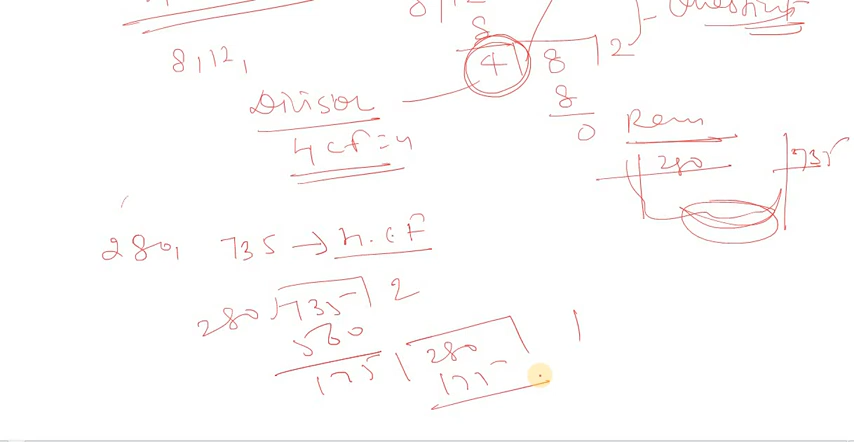 8 | 12
Question
8
8, 12,
4 | 8 | 2
Divisor
8
0 Rem
HCF = 4
280 | 735
280, 735 → H.C.F
280 ) 735 | 2
560
175 | 280 | 1
175